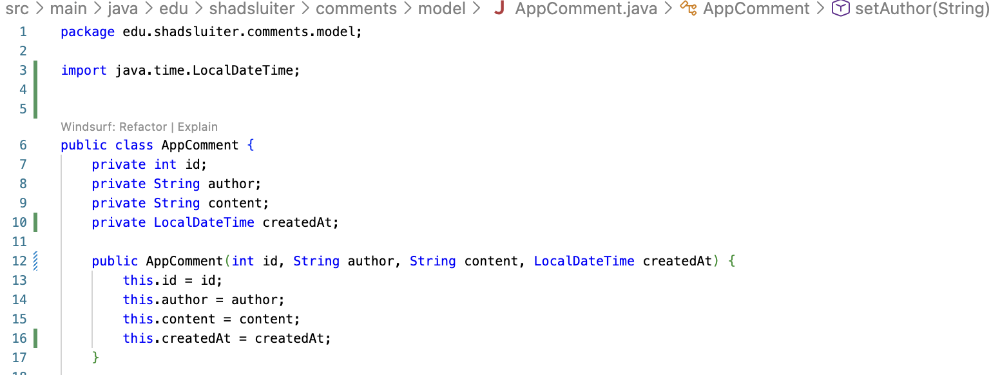 src > main > java > edu > shadsluiter > comments > model > J AppComment.java > AppComment > setAuthor(String)
1 package edu.shadsluiter.comments.model;
2
3 import java.time.LocalDateTime;
4
5
Windsurf: Refactor | Explain
6 public class AppComment {
7 private int id;
8 private String author;
9 private String content;
10 private LocalDateTime createdAt;
11
12 public AppComment(int id, String author, String content, LocalDateTime createdAt) {
13 this.id = id;
14 this.author = author;
15 this.content = content;
16 this.createdAt = createdAt;
17 }
18